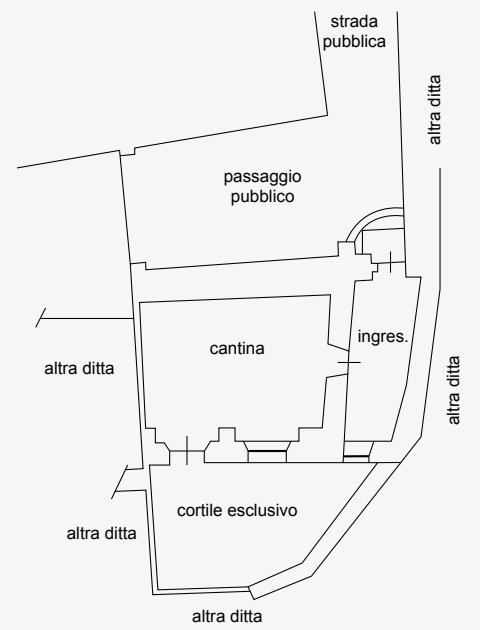 strada
pubblica
altra ditta
passaggio
pubblico
ingres.
cantina
altra ditta
altra ditta
cortile esclusivo
altra ditta
altra ditta